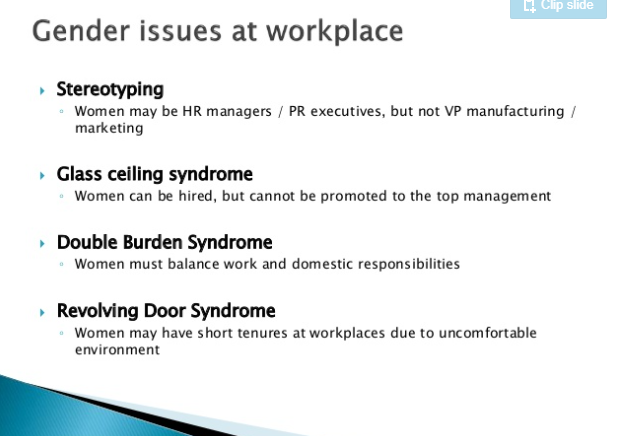 Clip slide
Gender issues at workplace
Stereotyping
Women may be HR managers / PR executives, but not VP manufacturing /
marketing
Glass ceiling syndrome
Women can be hired, but cannot be promoted to the top management
Double Burden Syndrome
Women must balance work and domestic responsibilities
Revolving Door Syndrome
Women may have short tenures at workplaces due to uncomfortable
environment